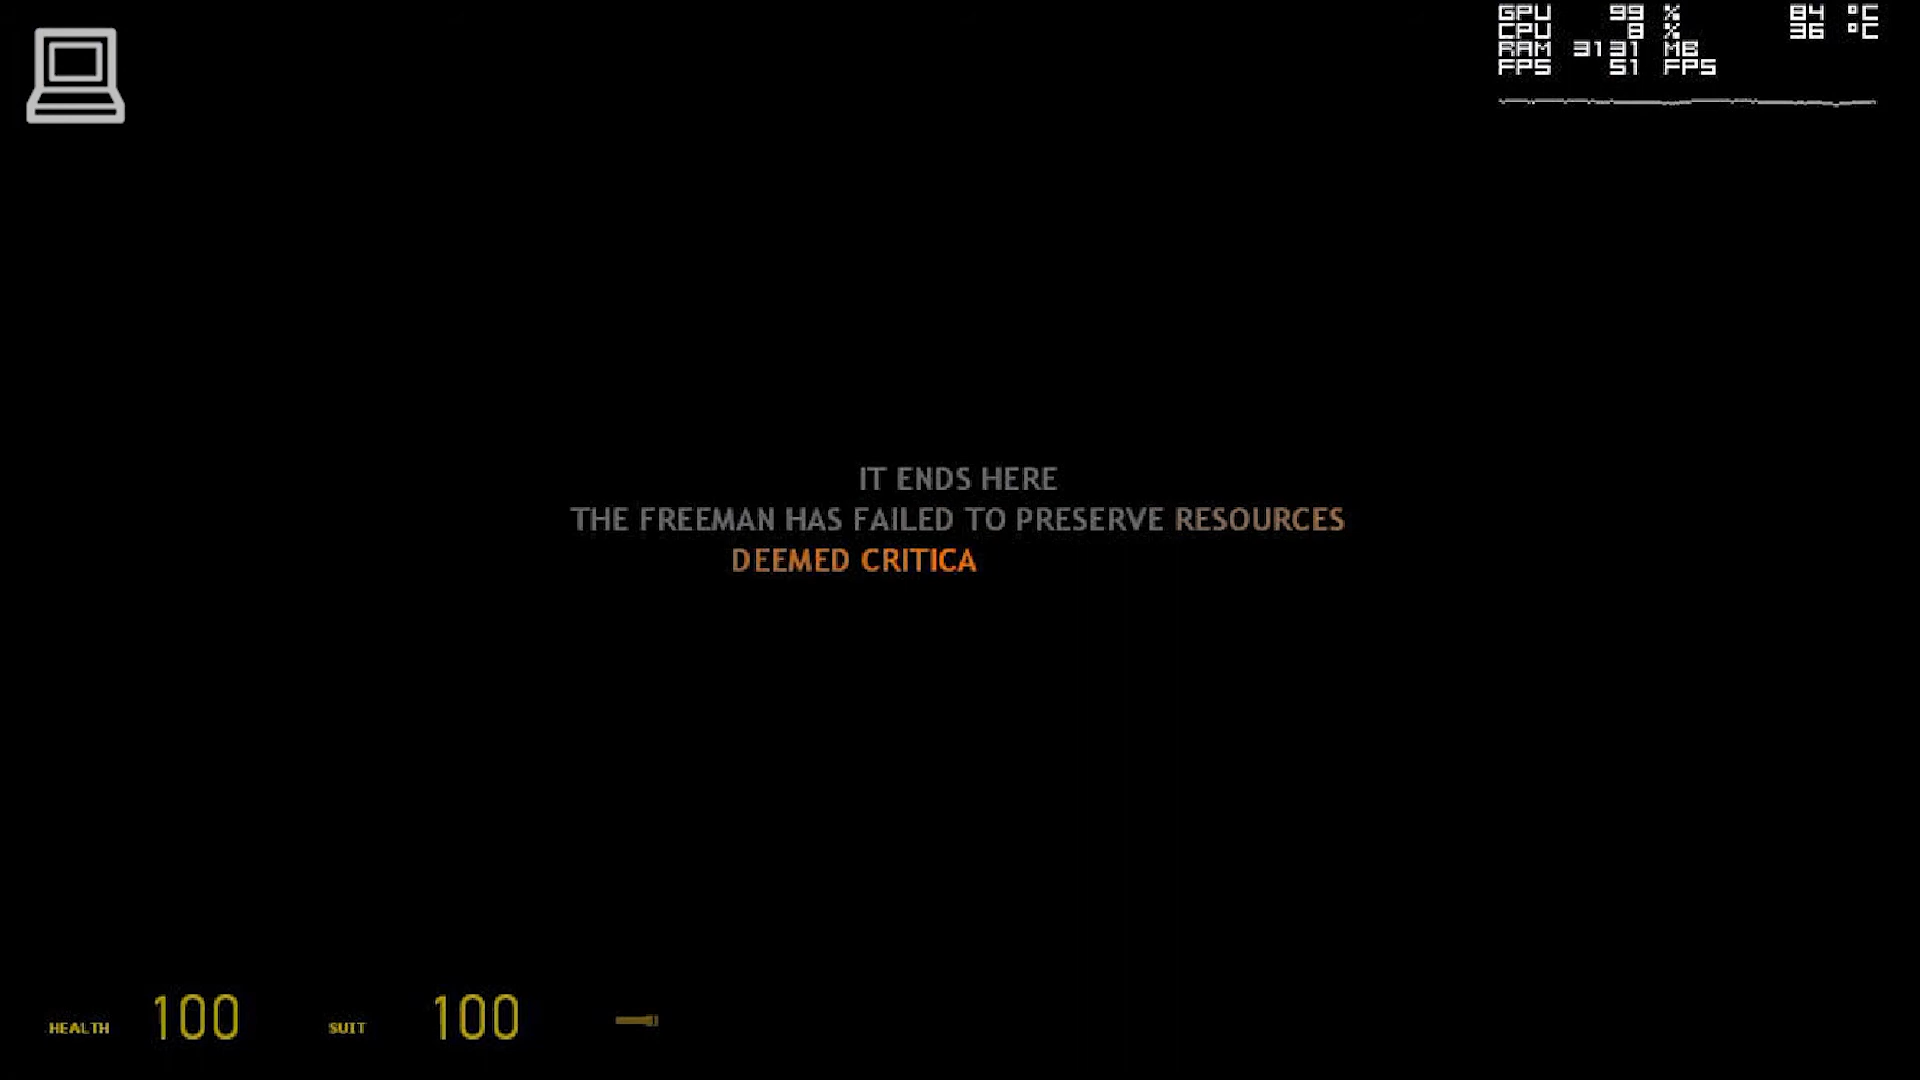 GPU 99 % 84 °C
CPU 8 % 36 °C
RAM 3131 MB
FPS 51 FPS
IT ENDS HERE
THE FREEMAN HAS FAILED TO PRESERVE RESOURCES
DEEMED CRITICA
HEALTH 100 SUIT 100